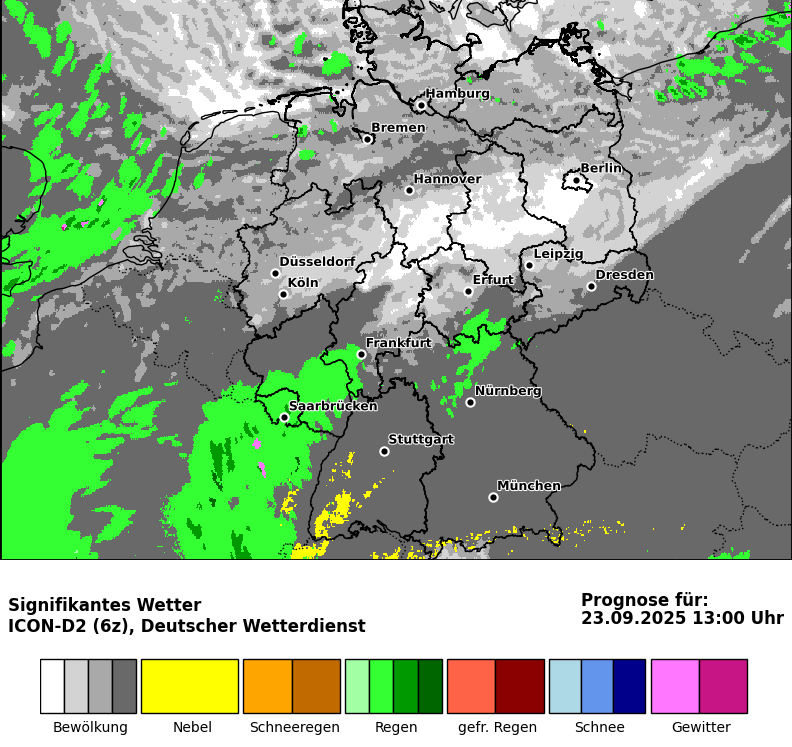 Hamburg
Bremen
Berlin
Hannover
Leipzig
Düsseldorf
Dresden
Erfurt
Köln
Frankfurt
Nürnberg
Saarbrücken
Stuttgart
München
Signifikantes Wetter
ICON-D2 (6z), Deutscher Wetterdienst
Prognose für:
23.09.2025 13:00 Uhr
Bewölkung Nebel Schneeregen Regen gefr. Regen Schnee Gewitter